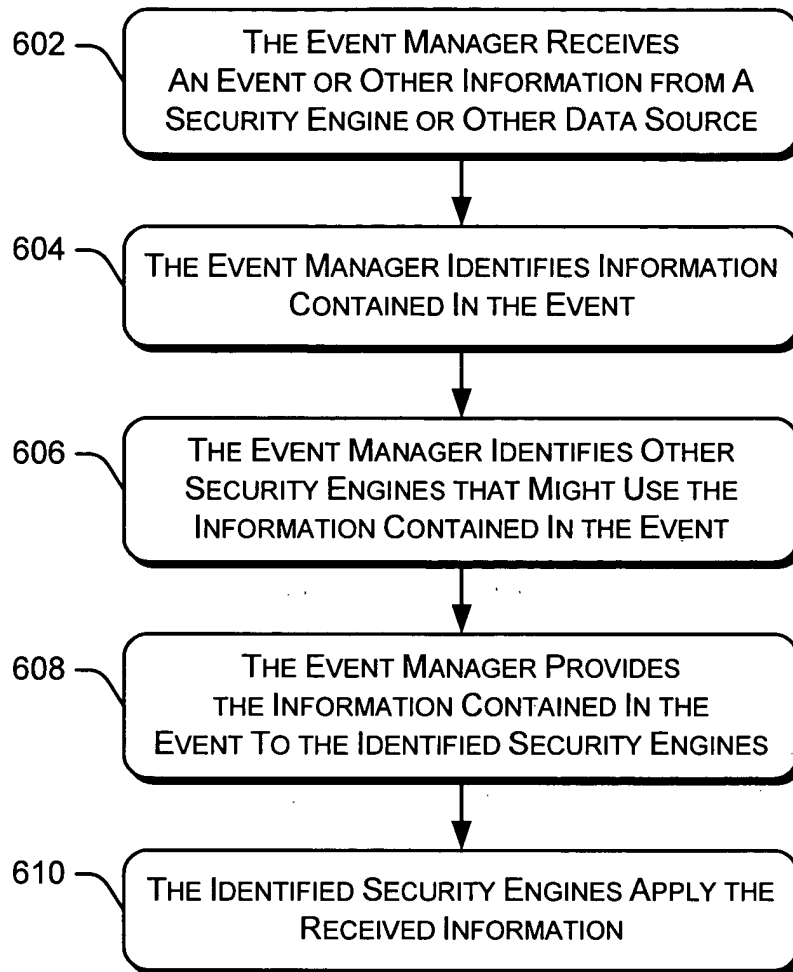 602
THE EVENT MANAGER RECEIVES
AN EVENT OR OTHER INFORMATION FROM A
SECURITY ENGINE OR OTHER DATA SOURCE
604
THE EVENT MANAGER IDENTIFIES INFORMATION
CONTAINED IN THE EVENT
606
THE EVENT MANAGER IDENTIFIES OTHER
SECURITY ENGINES THAT MIGHT USE THE
INFORMATION CONTAINED IN THE EVENT
608
THE EVENT MANAGER PROVIDES
THE INFORMATION CONTAINED IN THE
EVENT TO THE IDENTIFIED SECURITY ENGINES
610
THE IDENTIFIED SECURITY ENGINES APPLY THE
RECEIVED INFORMATION